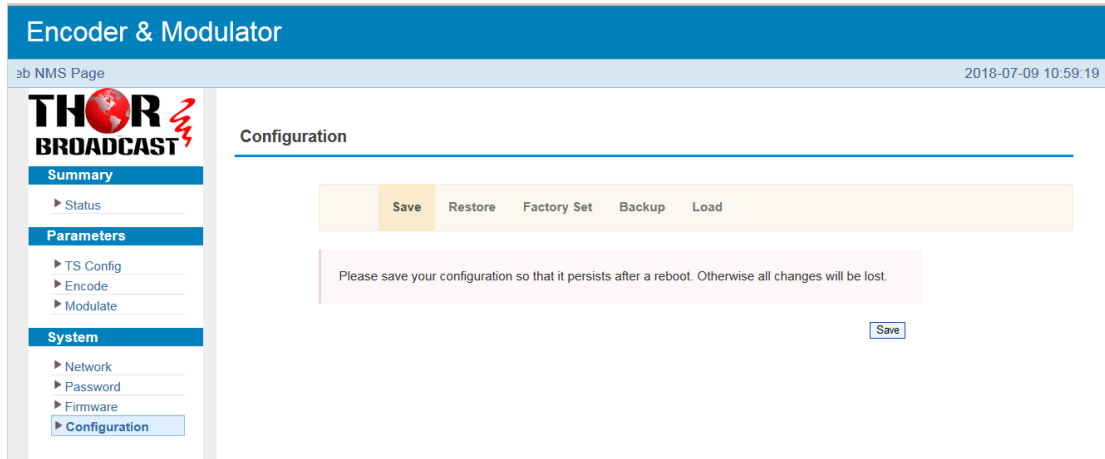 Encoder & Modulator
eb NMS Page 2018-07-09 10:59:19
THOR
BROADCAST
Configuration
Summary
Status
Parameters
TS Config
Encode
Modulate
System
Network
Password
Firmware
Configuration
Save Restore Factory Set Backup Load
Please save your configuration so that it persists after a reboot. Otherwise all changes will be lost.
Save